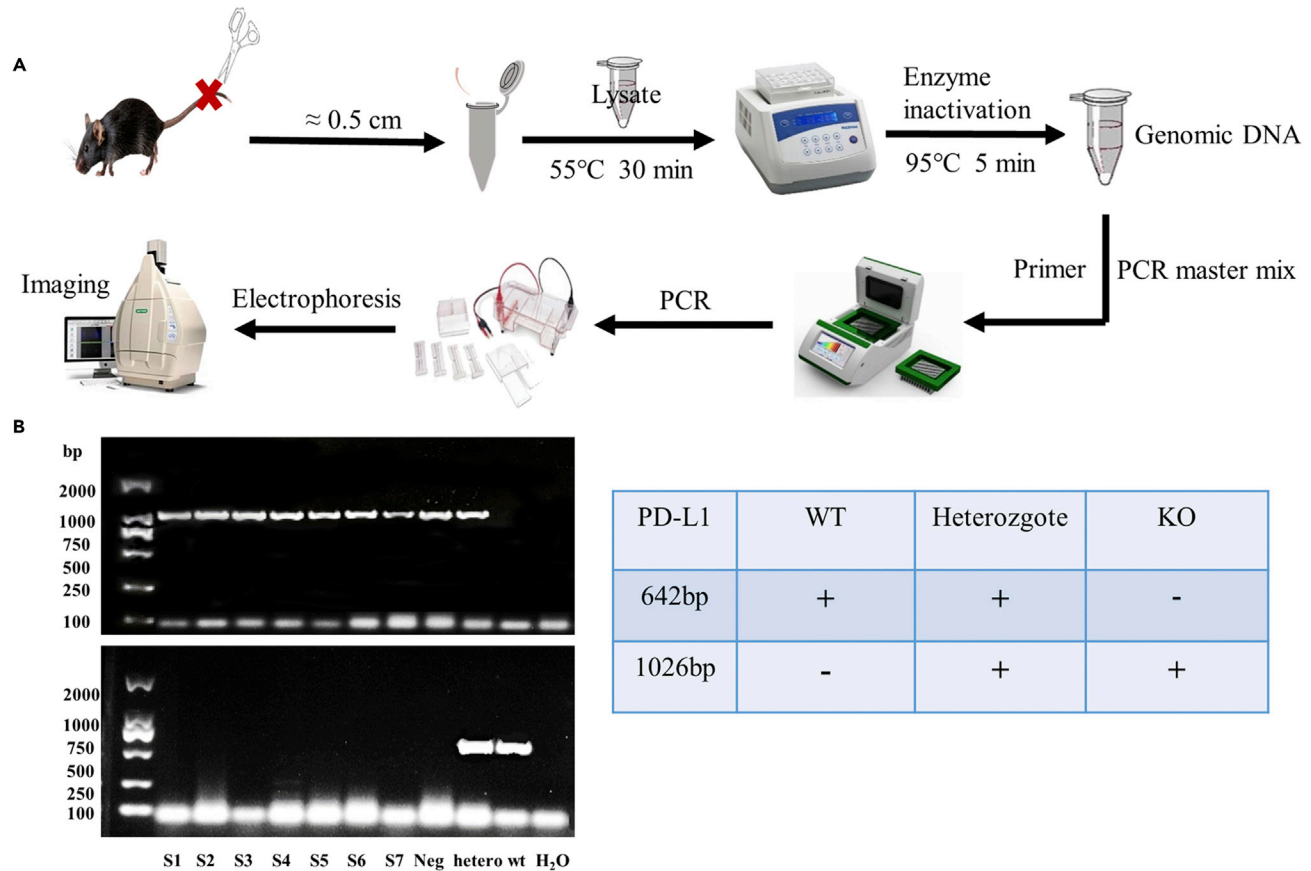 A
≈ 0.5 cm
Lysate
55℃ 30 min
Enzyme
inactivation
95℃ 5 min
Genomic DNA
Imaging
Electrophoresis
PCR
Primer
PCR master mix
B
bp
2000
1000
750
500
250
100
2000
1000
750
500
250
100
S1 S2 S3 S4 S5 S6 S7 Neg hetero wt H₂O
PD-L1 WT Heterozgote KO
642bp + + -
1026bp - + +